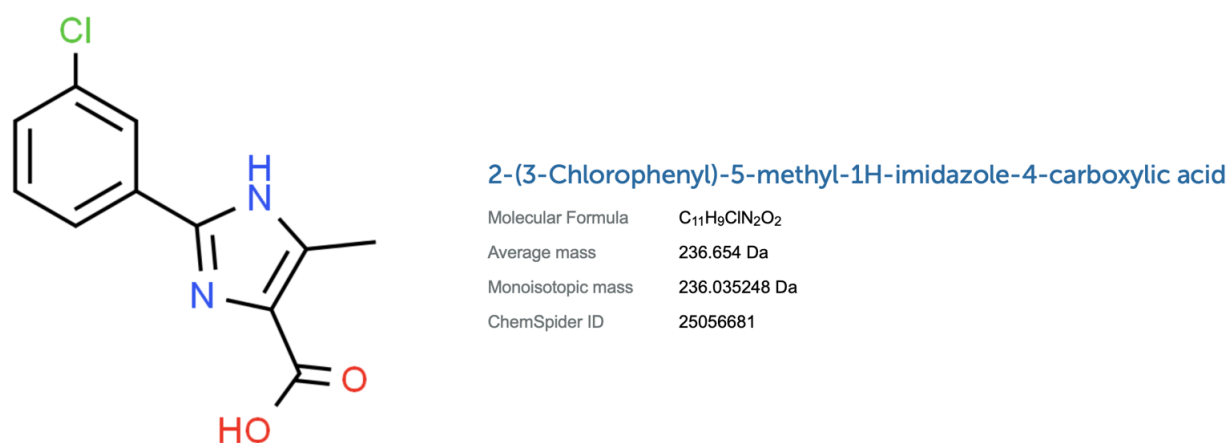 Cl
H
N
N
O
HO
2-(3-Chlorophenyl)-5-methyl-1H-imidazole-4-carboxylic acid
Molecular Formula C₁₁H₉ClN₂O₂
Average mass 236.654 Da
Monoisotopic mass 236.035248 Da
ChemSpider ID 25056681